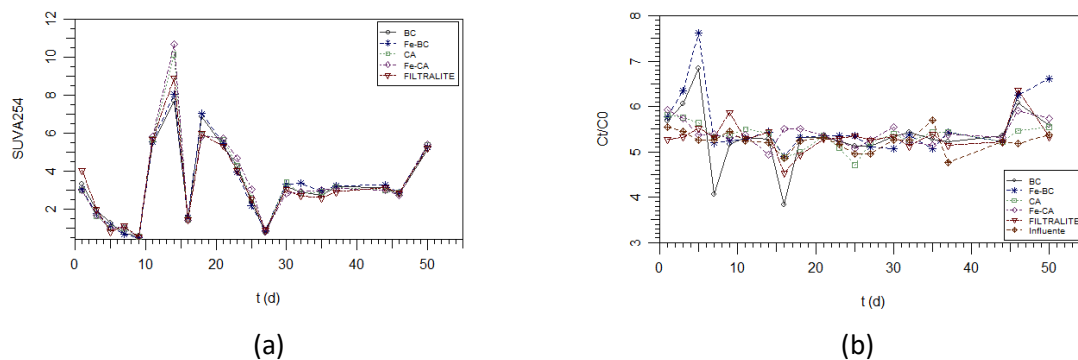 SUVA254
12
10
8
6
4
2
0 10 20 30 40 50
t (d)
BC
Fe-BC
CA
Fe-CA
FILTRALITE
(a)
Ct/C0
8
7
6
5
4
3
0 10 20 30 40 50
t (d)
BC
Fe-BC
CA
Fe-CA
FILTRALITE
Influente
(b)